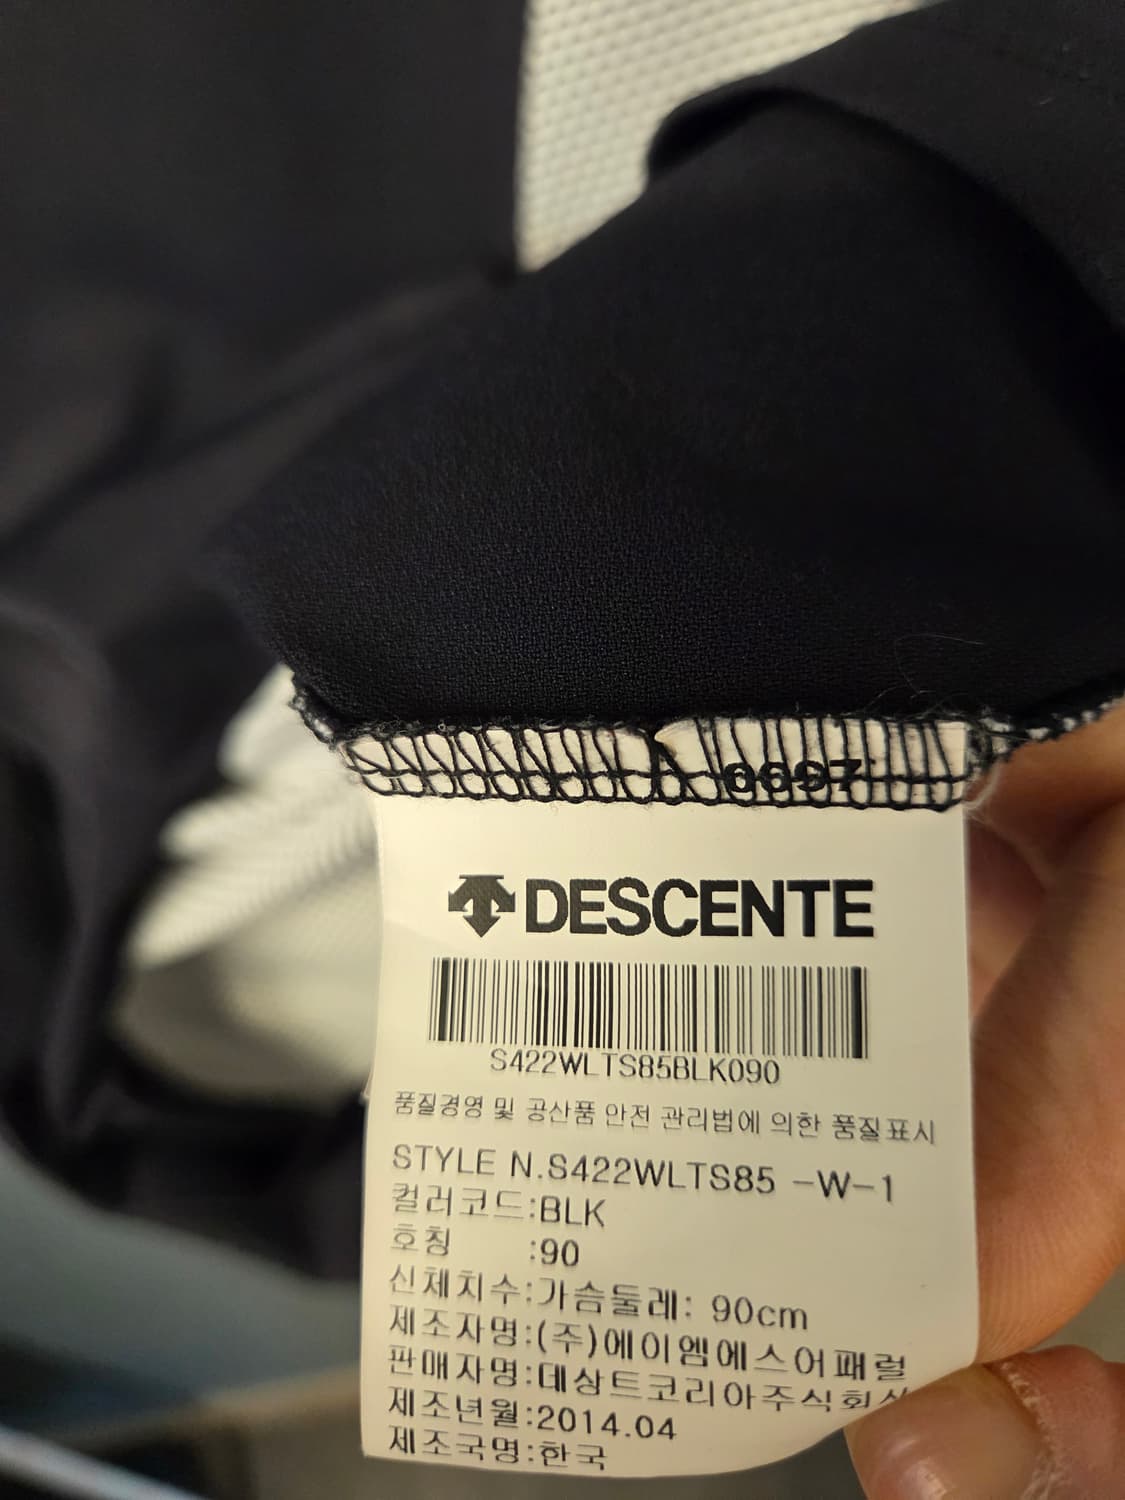 DESCENTE
S422WLTS85BLK090
품질경영 및 공산품 안전 관리법에 의한 품질표시
STYLE N.S422WLTS85 -W-1
컬러코드:BLK
호칭 :90
신체치수:가슴둘레: 90cm
제조자명:(주)에이엠에스어패럴
판매자명:데상트코리아주식회사
제조년월:2014.04
제조국명:한국